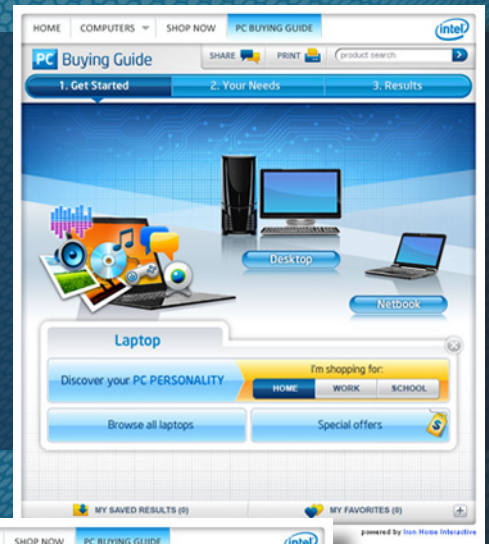 HOME COMPUTERS SHOP NOW PC BUYING GUIDE intel
PC Buying Guide SHARE PRINT product search
1. Get Started 2. Your Needs 3. Results
Desktop
Netbook
Laptop
Discover your PC PERSONALITY
I'm shopping for:
HOME WORK SCHOOL
Browse all laptops Special offers
MY SAVED RESULTS (0) MY FAVORITES (0)
powered by Iron Horse Interactive
SHOP NOW PC BUYING GUIDE intel